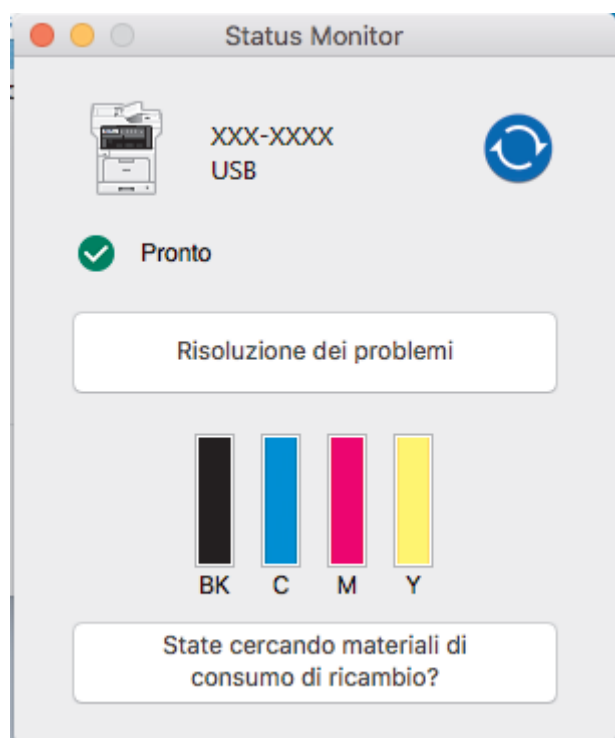 Status Monitor
XXX-XXXX
USB
Pronto
Risoluzione dei problemi
BK C M Y
State cercando materiali di
consumo di ricambio?